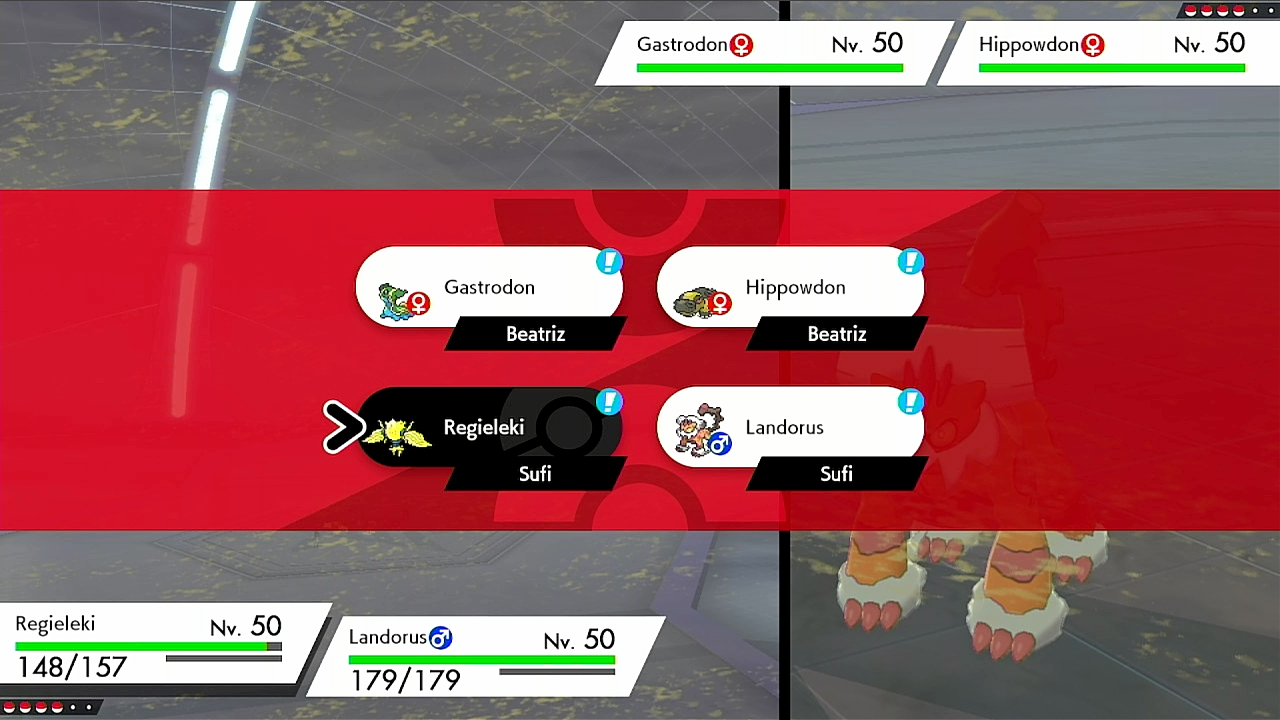 Gastrodon♀ Nv. 50
Hippowdon♀ Nv. 50
Gastrodon
♀
Beatriz
Hippowdon
♀
Beatriz
Regieleki
Sufi
Landorus
♂
Sufi
Regieleki Nv. 50
148/157
Landorus♂ Nv. 50
179/179